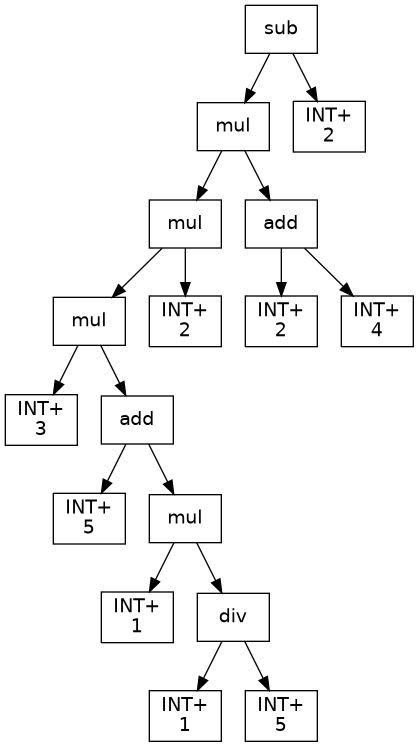 sub
mul
INT+
2
mul
add
mul
INT+
2
INT+
2
INT+
4
INT+
3
add
INT+
5
mul
INT+
1
div
INT+
1
INT+
5